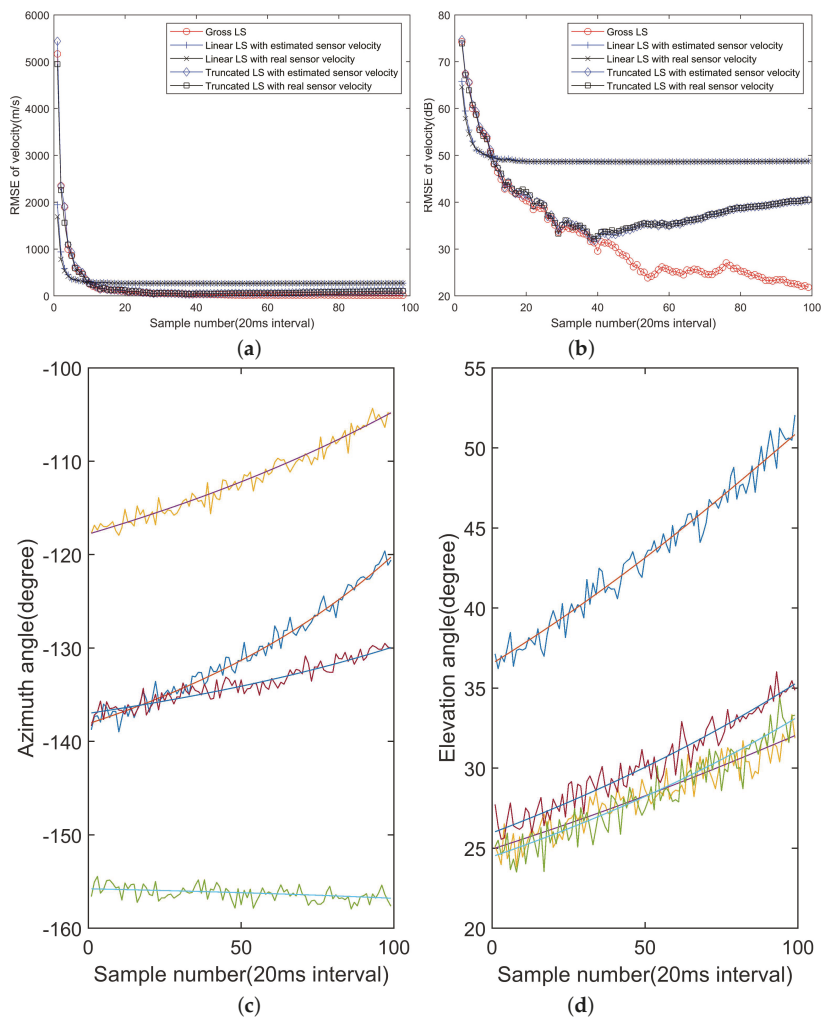 6000
5000
4000
3000
2000
1000
0
0 20 40 60 80 100
RMSE of velocity(m/s)
Sample number(20ms interval)
Gross LS
Linear LS with estimated sensor velocity
Linear LS with real sensor velocity
Truncated LS with estimated sensor velocity
Truncated LS with real sensor velocity
(a)
80
70
60
50
40
30
20
0 20 40 60 80 100
RMSE of velocity(dB)
Sample number(20ms interval)
Gross LS
Linear LS with estimated sensor velocity
Linear LS with real sensor velocity
Truncated LS with estimated sensor velocity
Truncated LS with real sensor velocity
(b)
-100
-110
-120
-130
-140
-150
-160
0 50 100
Azimuth angle(degree)
Sample number(20ms interval)
(c)
55
50
45
40
35
30
25
20
0 50 100
Elevation angle(degree)
Sample number(20ms interval)
(d)